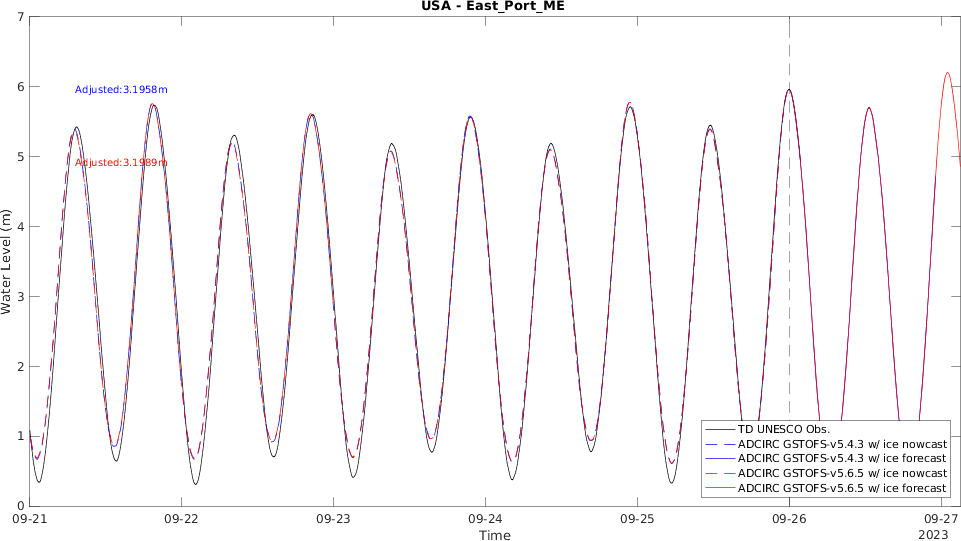 USA - East_Port_ME
7
6
5
4
3
2
1
0
Water Level (m)
Adjusted:3.1958m
Adjusted:3.1989m
TD UNESCO Obs.
ADCIRC GSTOFS-v5.4.3 w/ ice nowcast
ADCIRC GSTOFS-v5.4.3 w/ ice forecast
ADCIRC GSTOFS-v5.6.5 w/ ice nowcast
ADCIRC GSTOFS-v5.6.5 w/ ice forecast
09-21 09-22 09-23 09-24 09-25 09-26 09-27
Time
2023